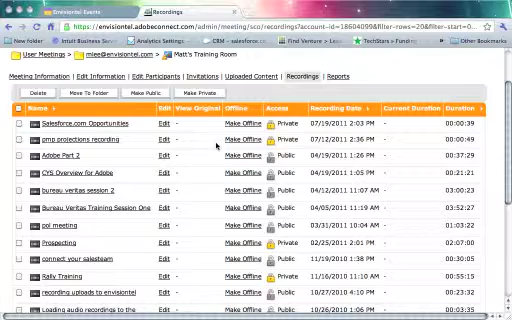 Envisiontel Events
Recordings
https://envisiontel.adobeconnect.com/admin/meeting/sco/recordings?account-id=18604099&filter-rows=20&filter-start=0...
New folder Intuit Business Servi Analytics Settings - CRM - salesforce.co Find Venture > Lead TechStars > Funding Other Bookmarks
User Meetings > mlee@envisiontel.com > Matt's Training Room
Meeting Information | Edit Information | Edit Participants | Invitations | Uploaded Content | Recordings | Reports
Delete Move To Folder Make Public Make Private
Name Edit View Original Offline Access Recording Date Current Duration Duration
Salesforce.com Opportunities Edit - Make Offline Private 07/19/2011 2:03 PM - 00:00:39
pmp projections recording Edit - Make Offline Private 07/12/2011 2:36 PM - 00:00:49
Adobe Part 2 Edit - Make Offline Public 04/19/2011 1:26 PM - 00:37:29
CYS Overview for Adobe Edit - Make Offline Public 04/19/2011 1:05 PM - 00:21:21
bureau veritas session 2 Edit - Make Offline Public 04/12/2011 11:07 AM - 03:00:23
Bureau Veritas Training Session One Edit - Make Offline Public 04/05/2011 11:19 AM - 03:52:27
pol meeting Edit - Make Offline Public 03/31/2011 10:04 AM - 01:03:22
Prospecting Edit - Make Offline Private 02/25/2011 2:01 PM - 02:07:00
connect your salesteam Edit - Make Offline Public 11/19/2010 1:38 PM - 00:30:05
Rally Training Edit - Make Offline Private 11/16/2010 11:10 AM - 00:55:15
recording uploads to envisiontel Edit - Make Offline Public 10/27/2010 4:10 PM - 00:23:32
Loading audio recordings to the Edit - Make Offline Public 10/26/2010 1:06 PM - 00:03:35